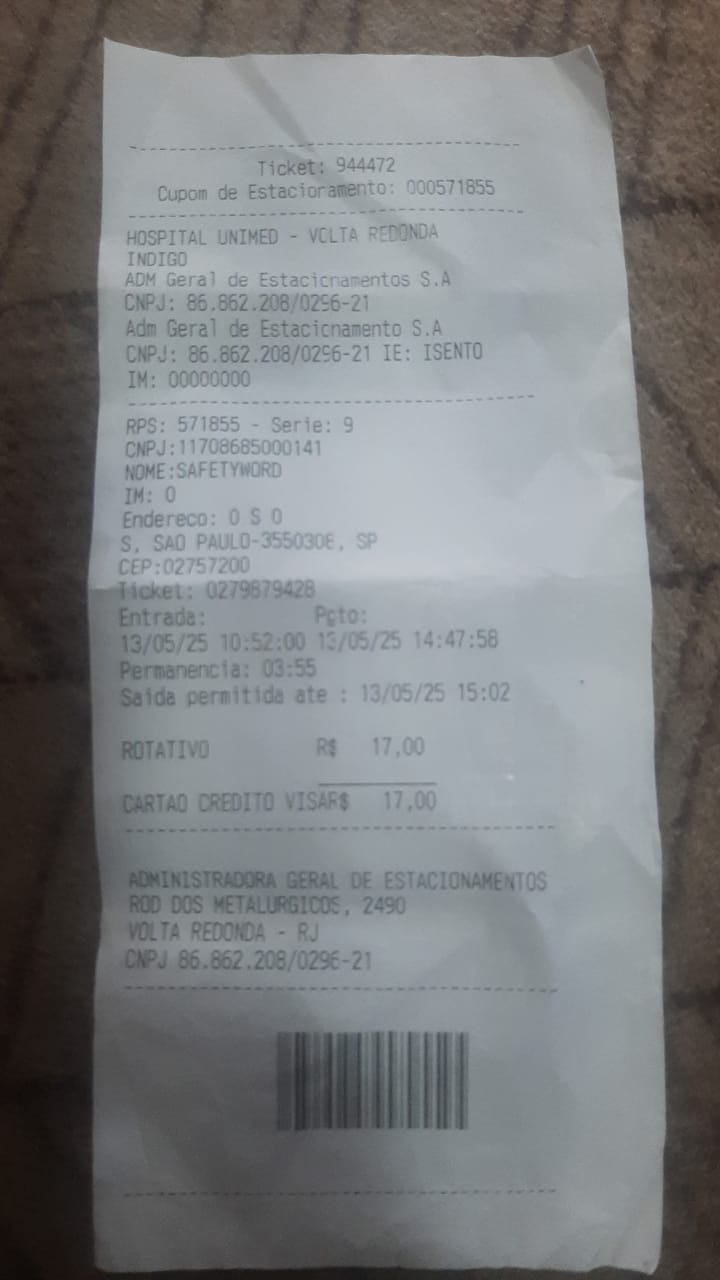 Ticket: 944472
Cupom de Estacioramento: 000571855
HOSPITAL UNIMED - VOLTA REDONDA
INDIGO
ADM Geral de Estacionamentos S.A
CNPJ: 86.862.208/0296-21
Adm Geral de Estacionamento S.A
CNPJ: 86.862.208/0296-21 IE: ISENTO
IM: 00000000
RPS: 571855 - Serie: 9
CNPJ:11708685000141
NOME:SAFETYWORD
IM: 0
Endereco: 0 S 0
S, SAO PAULO-3550308, SP
CEP:02757200
Ticket: 0279879428
Entrada: Pgto:
13/05/25 10:52:00 13/05/25 14:47:58
Permanencia: 03:55
Saida permitida ate : 13/05/25 15:02
ROTATIVO R$ 17,00
CARTAO CREDITO VISAR$ 17,00
ADMINISTRADORA GERAL DE ESTACIONAMENTOS
ROD DOS METALURGICOS, 2490
VOLTA REDONDA - RJ
CNPJ 86.862.208/0296-21